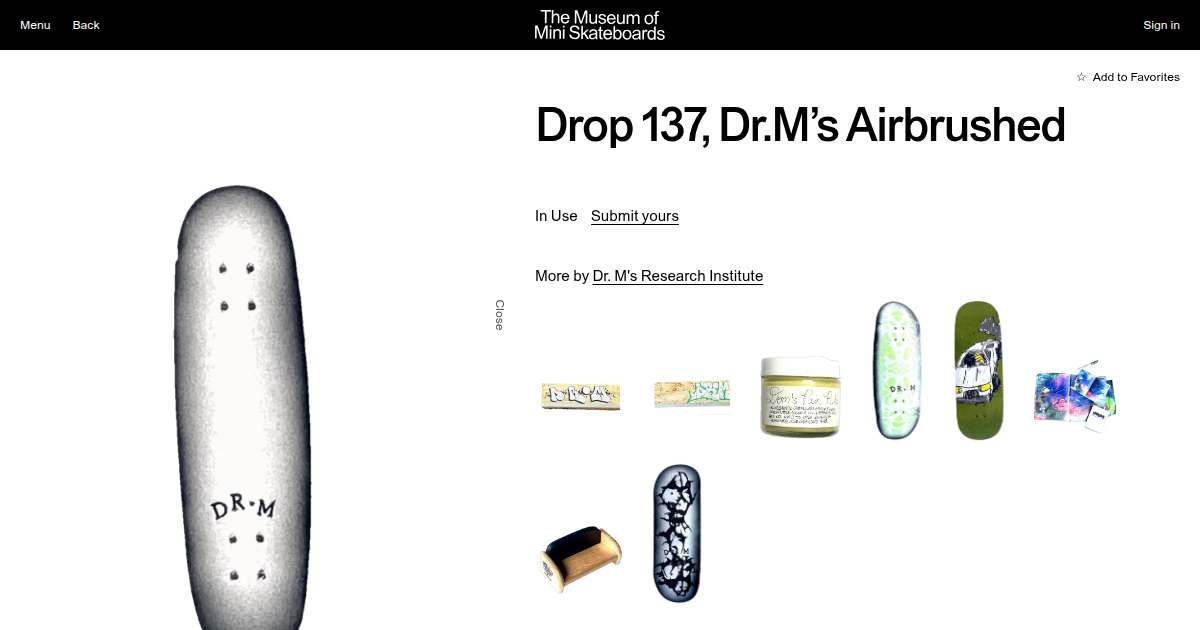 Menu
Back
The Museum of
Mini Skateboards
Sign in
☆ Add to Favorites
Drop 137, Dr.M’s Airbrushed
In Use
Submit yours
More by Dr. M's Research Institute
Close
DR·M
DR·M